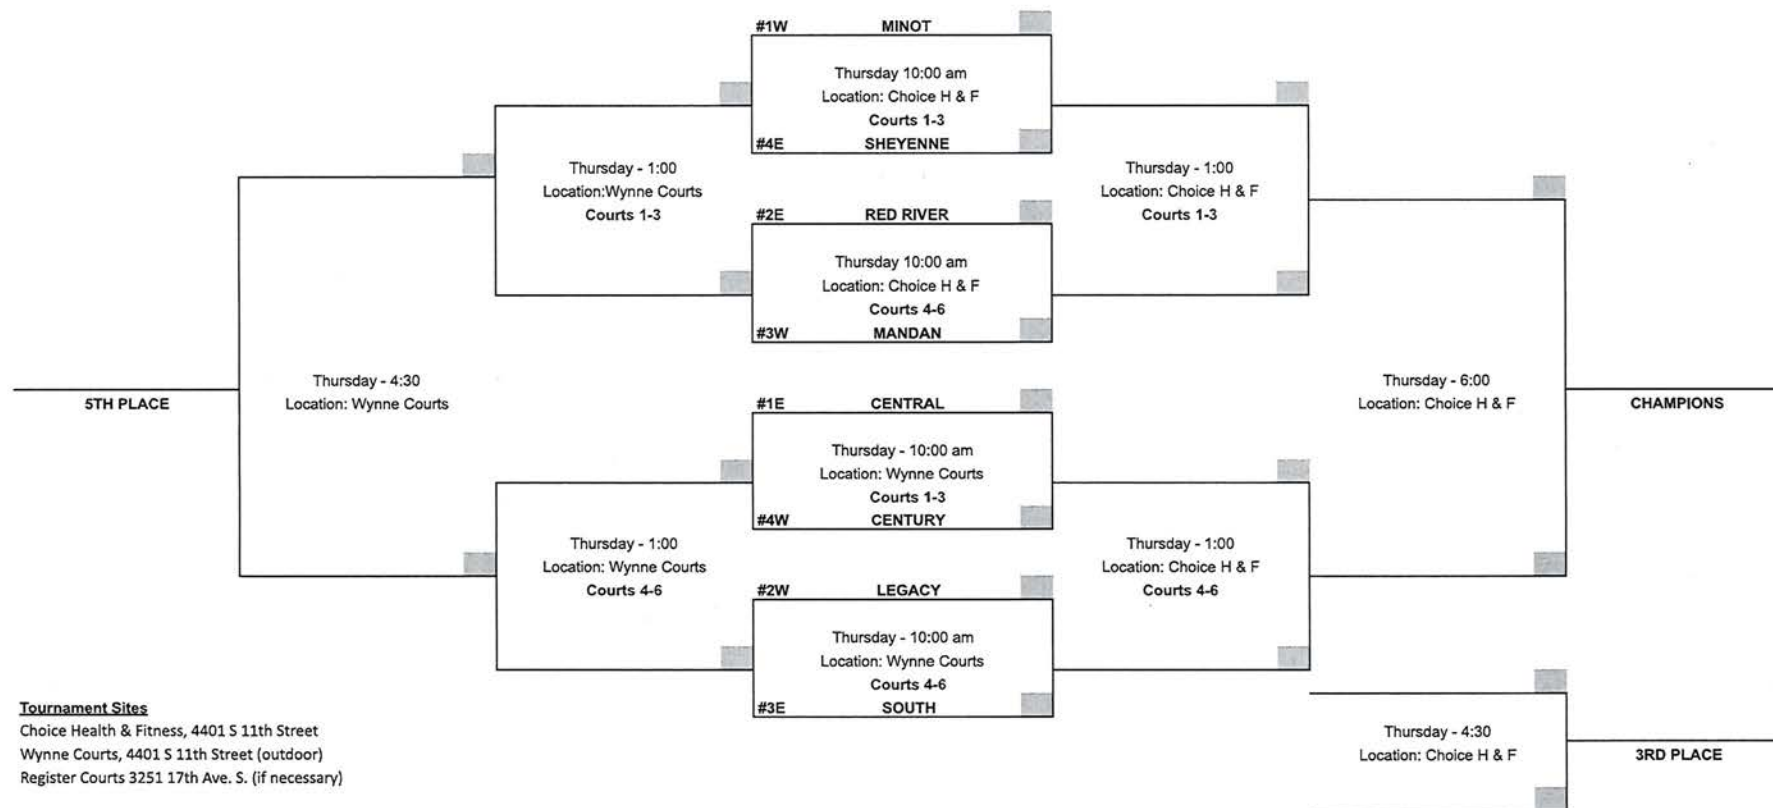 #1W MINOT
Thursday 10:00 am
Location: Choice H & F
Courts 1-3
#4E SHEYENNE
Thursday - 1:00
Location:Wynne Courts
Courts 1-3
Thursday - 1:00
Location: Choice H & F
Courts 1-3
#2E RED RIVER
Thursday 10:00 am
Location: Choice H & F
Courts 4-6
#3W MANDAN
Thursday - 4:30
Location: Wynne Courts
5TH PLACE
Thursday - 6:00
Location: Choice H & F
CHAMPIONS
#1E CENTRAL
Thursday - 10:00 am
Location: Wynne Courts
Courts 1-3
#4W CENTURY
Thursday - 1:00
Location: Wynne Courts
Courts 4-6
Thursday - 1:00
Location: Choice H & F
Courts 4-6
#2W LEGACY
Thursday - 10:00 am
Location: Wynne Courts
Courts 4-6
#3E SOUTH
Tournament Sites
Choice Health & Fitness, 4401 S 11th Street
Wynne Courts, 4401 S 11th Street (outdoor)
Register Courts 3251 17th Ave. S. (if necessary)
Thursday - 4:30
Location: Choice H & F
3RD PLACE